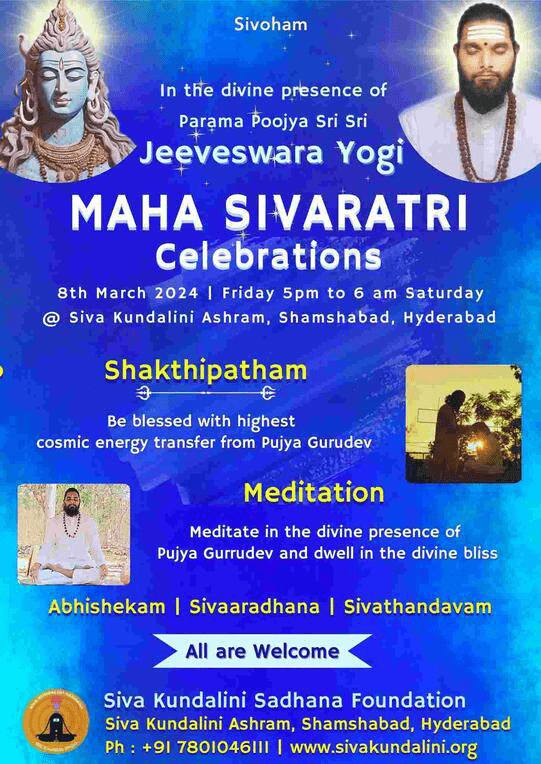 Sivoham
In the divine presence of
Parama Poojya Sri Sri
Jeeveswara Yogi
MAHA SIVARATRI
Celebrations
8th March 2024 | Friday 5pm to 6 am Saturday
@ Siva Kundalini Ashram, Shamshabad, Hyderabad
Shakthipatham
Be blessed with highest
cosmic energy transfer from Pujya Gurudev
Meditation
Meditate in the divine presence of
Pujya Gurrudev and dwell in the divine bliss
Abhishekam | Sivaaradhana | Sivathandavam
All are Welcome
Siva Kundalini Sadhana Foundation
Siva Kundalini Ashram, Shamshabad, Hyderabad
Ph : +91 7801046111 | www.sivakundalini.org